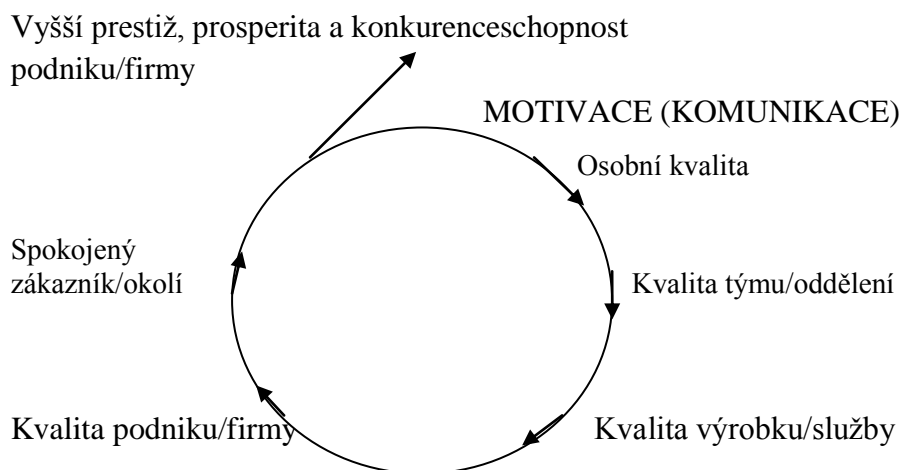 Vyšší prestiž, prosperita a konkurenceschopnost
podniku/firmy
MOTIVACE (KOMUNIKACE)
Osobní kvalita
Spokojený
zákazník/okolí
Kvalita týmu/oddělení
Kvalita podniku/firmy
Kvalita výrobku/služby